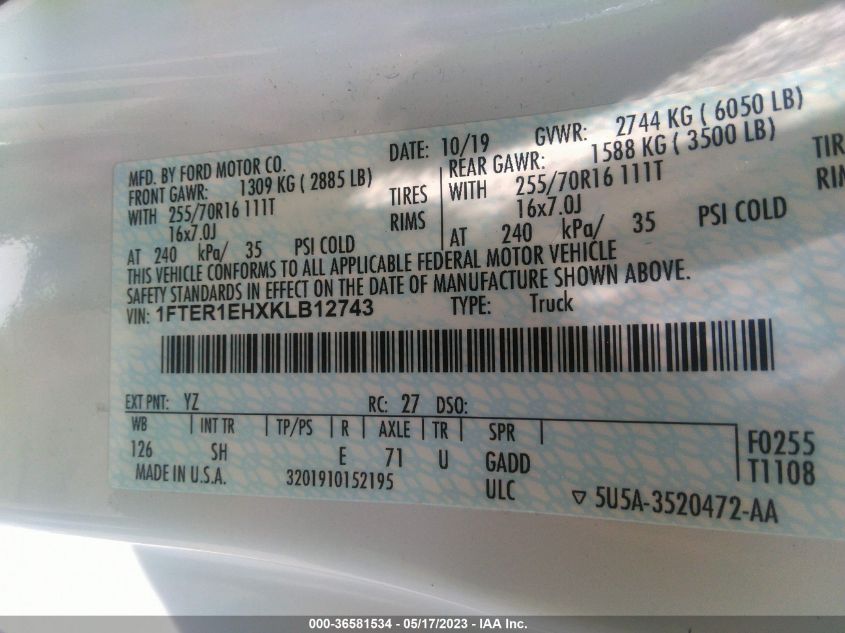 MFD. BY FORD MOTOR CO.
DATE: 10/19 GVWR: 2744 KG ( 6050 LB)
FRONT GAWR: 1309 KG ( 2885 LB)
REAR GAWR: 1588 KG ( 3500 LB)
WITH 255/70R16 111T TIRES
WITH 255/70R16 111T TIR
16x7.0J RIMS
16x7.0J RIM
AT 240 kPa/ 35 PSI COLD
AT 240 kPa/ 35 PSI COLD
THIS VEHICLE CONFORMS TO ALL APPLICABLE FEDERAL MOTOR VEHICLE
SAFETY STANDARDS IN EFFECT ON THE DATE OF MANUFACTURE SHOWN ABOVE.
VIN: 1FTER1EHXKLB12743 TYPE: Truck
EXT PNT: YZ RC: 27 DSO:
WB INT TR TP/PS R AXLE TR SPR
126 SH E 71 U GADD
F0255
T1108
MADE IN U.S.A. 3201910152195 ULC
5U5A-3520472-AA
000-36581534 - 05/17/2023 - IAA Inc.